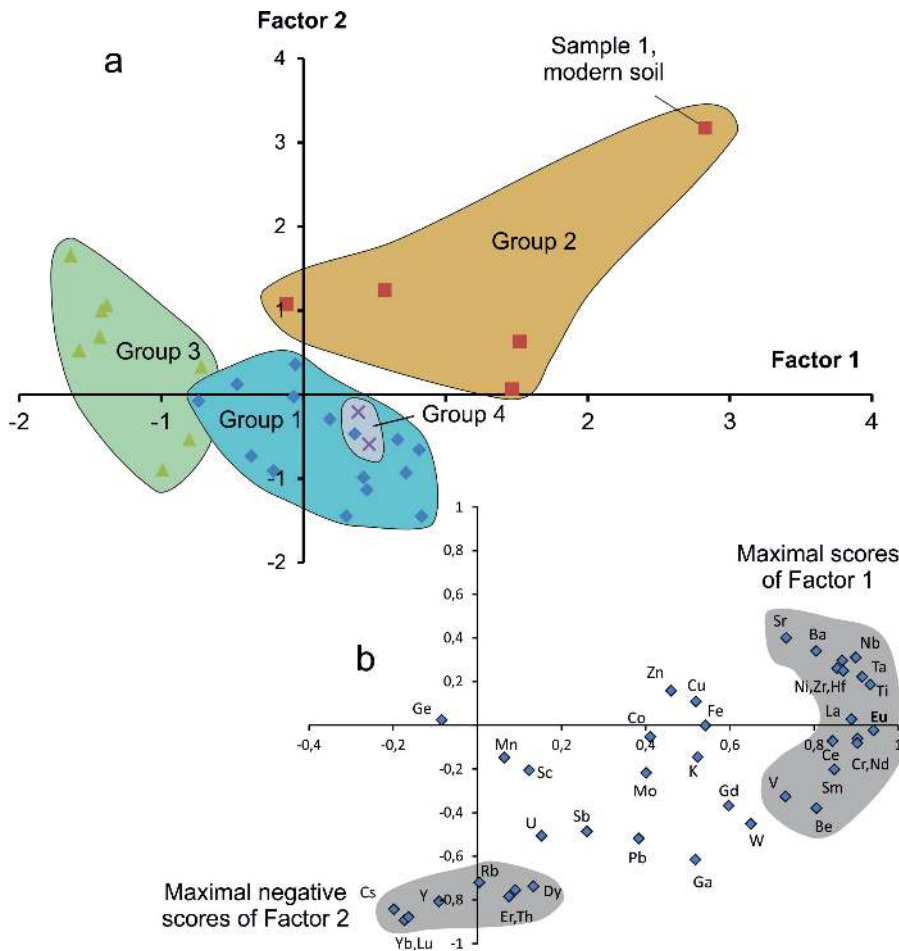 Factor 2
a
4
Sample 1,
modern soil
3
2
Group 2
1
Group 3
Factor 1
-2
-1
2
3
4
Group 1
Group 4
-1
-2
1
Maximal scores
of Factor 1
0,8
0,6
b
0,4
Sr
Ba
Nb
0,2
Zn
Cu
Ni,Zr,Hf
Ta
Ti
Ge
Co
Fe
La
Eu
-0,4
-0,2
0,2
0,4
0,6
0,8
1
Mn
Sc
K
Ce
Cr,Nd
-0,2
Mo
Gd
V
Sm
-0,4
U
Sb
W
Be
-0,6
Pb
Ga
Maximal negative
scores of Factor 2
Cs
Y
Rb
Dy
-0,8
Er,Th
Yb,Lu
-1